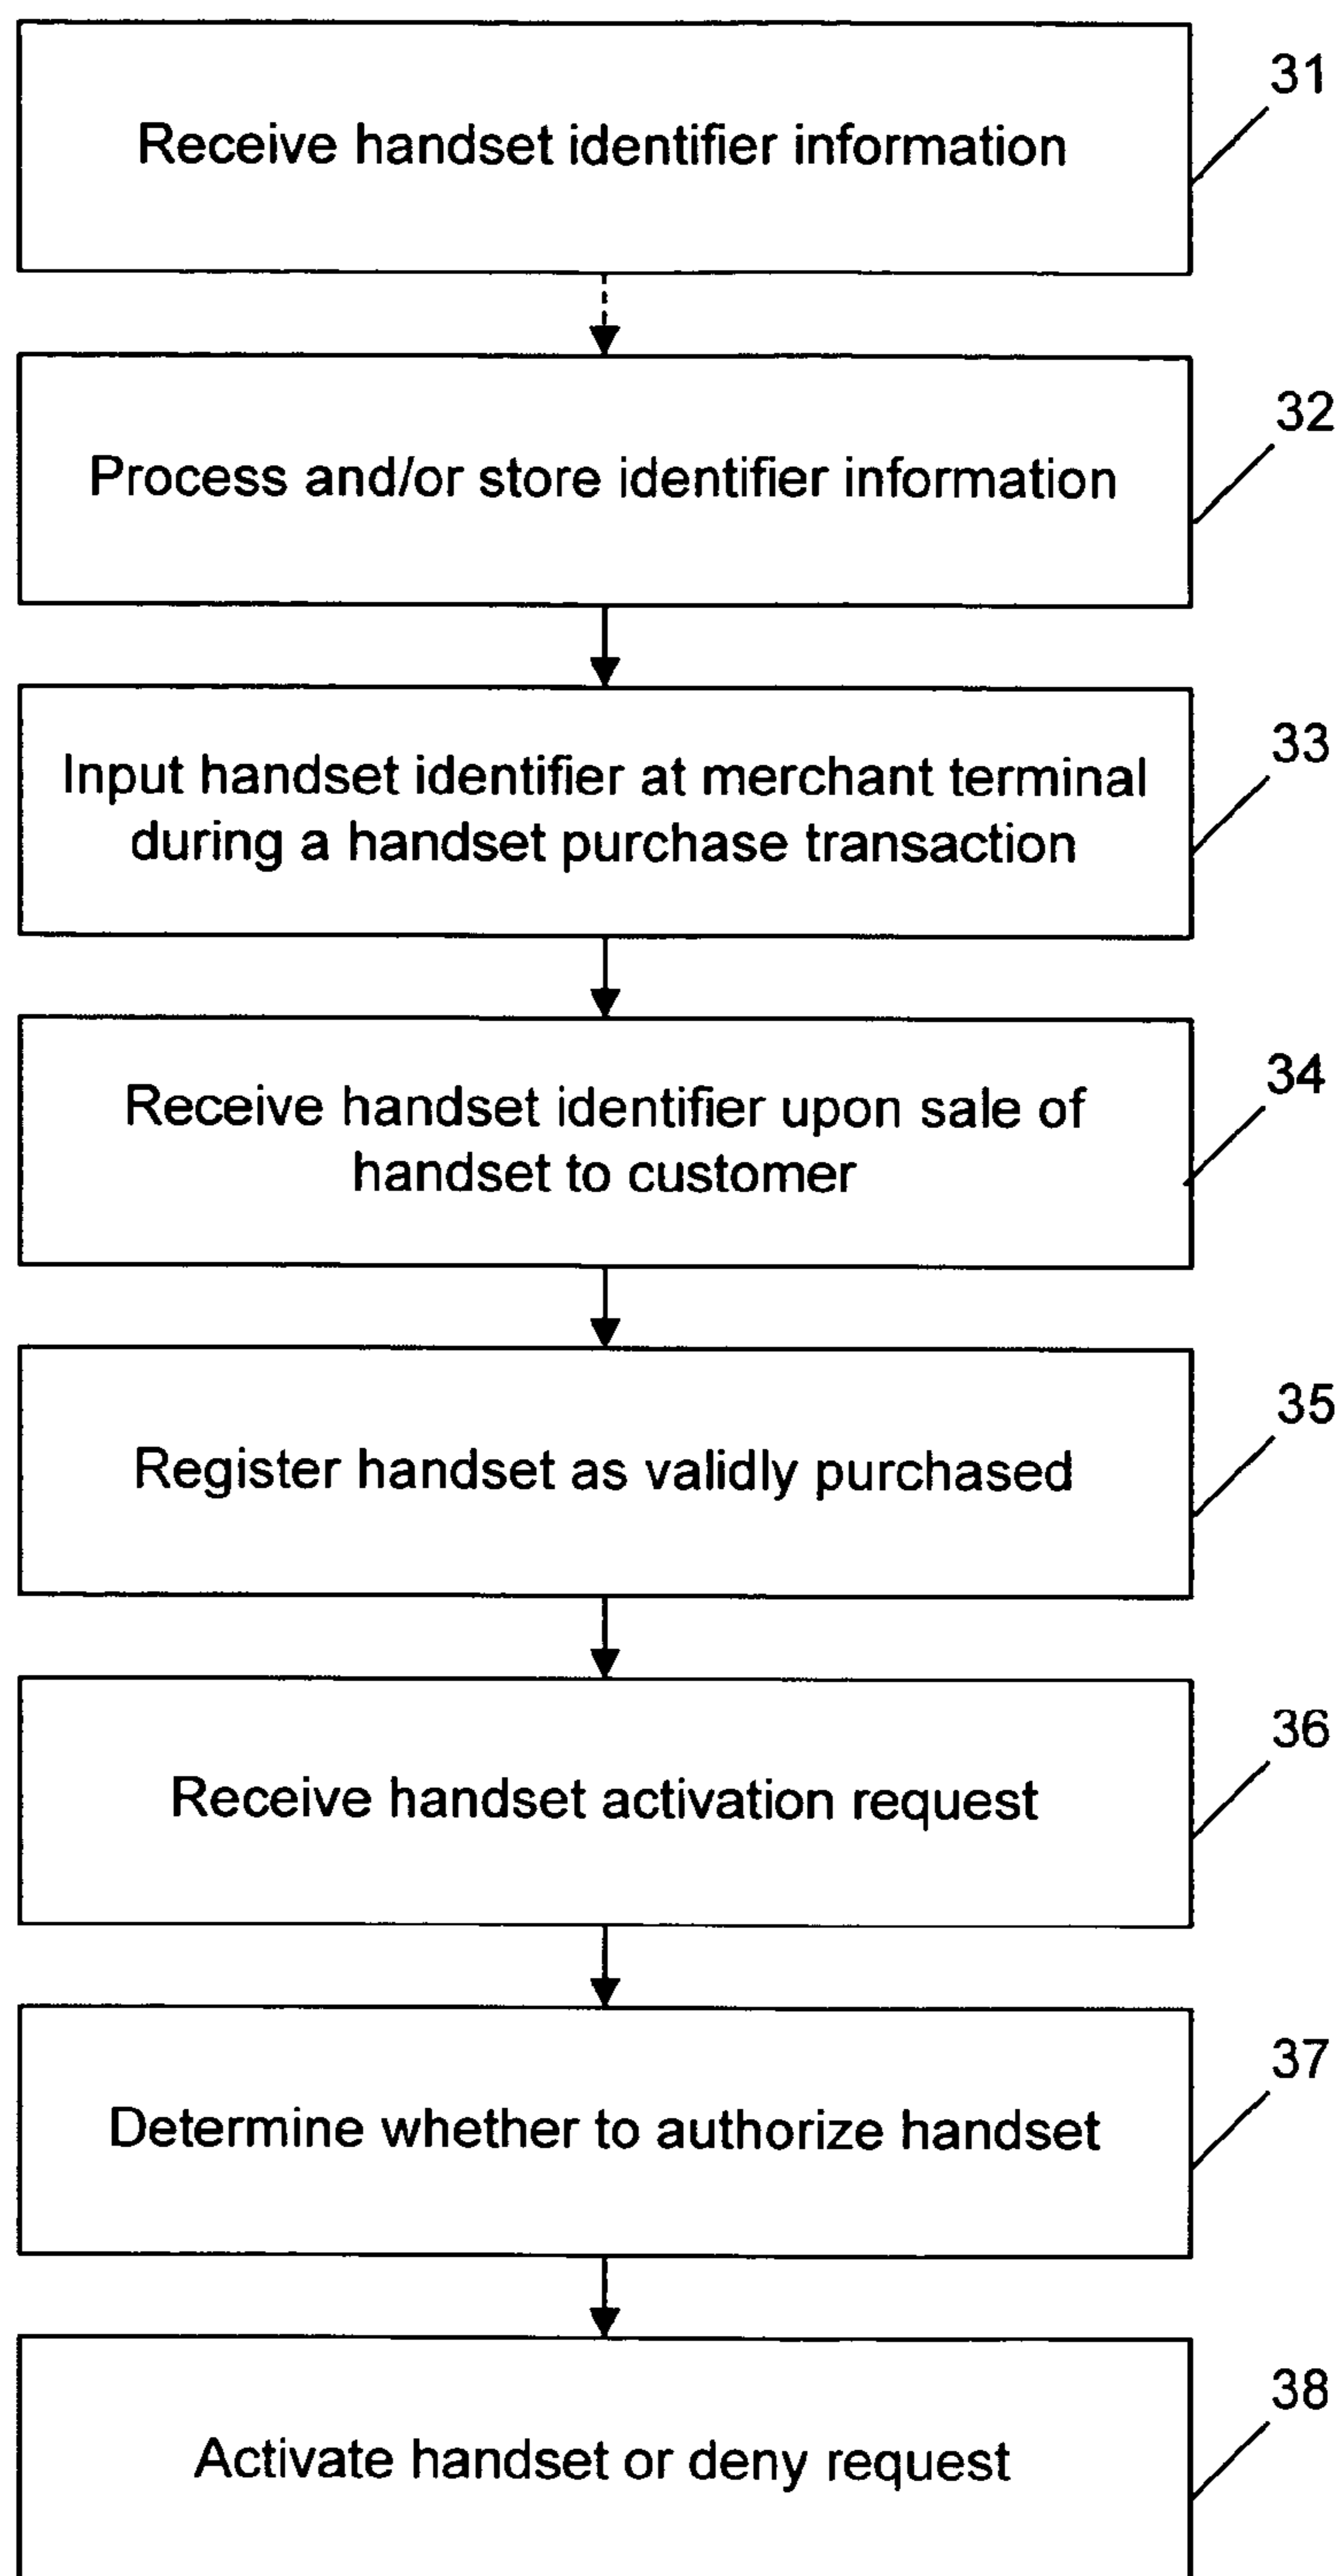 31
Receive handset identifier information
32
Process and/or store identifier information
33
Input handset identifier at merchant terminal
during a handset purchase transaction
34
Receive handset identifier upon sale of
handset to customer
35
Register handset as validly purchased
36
Receive handset activation request
37
Determine whether to authorize handset
38
Activate handset or deny request